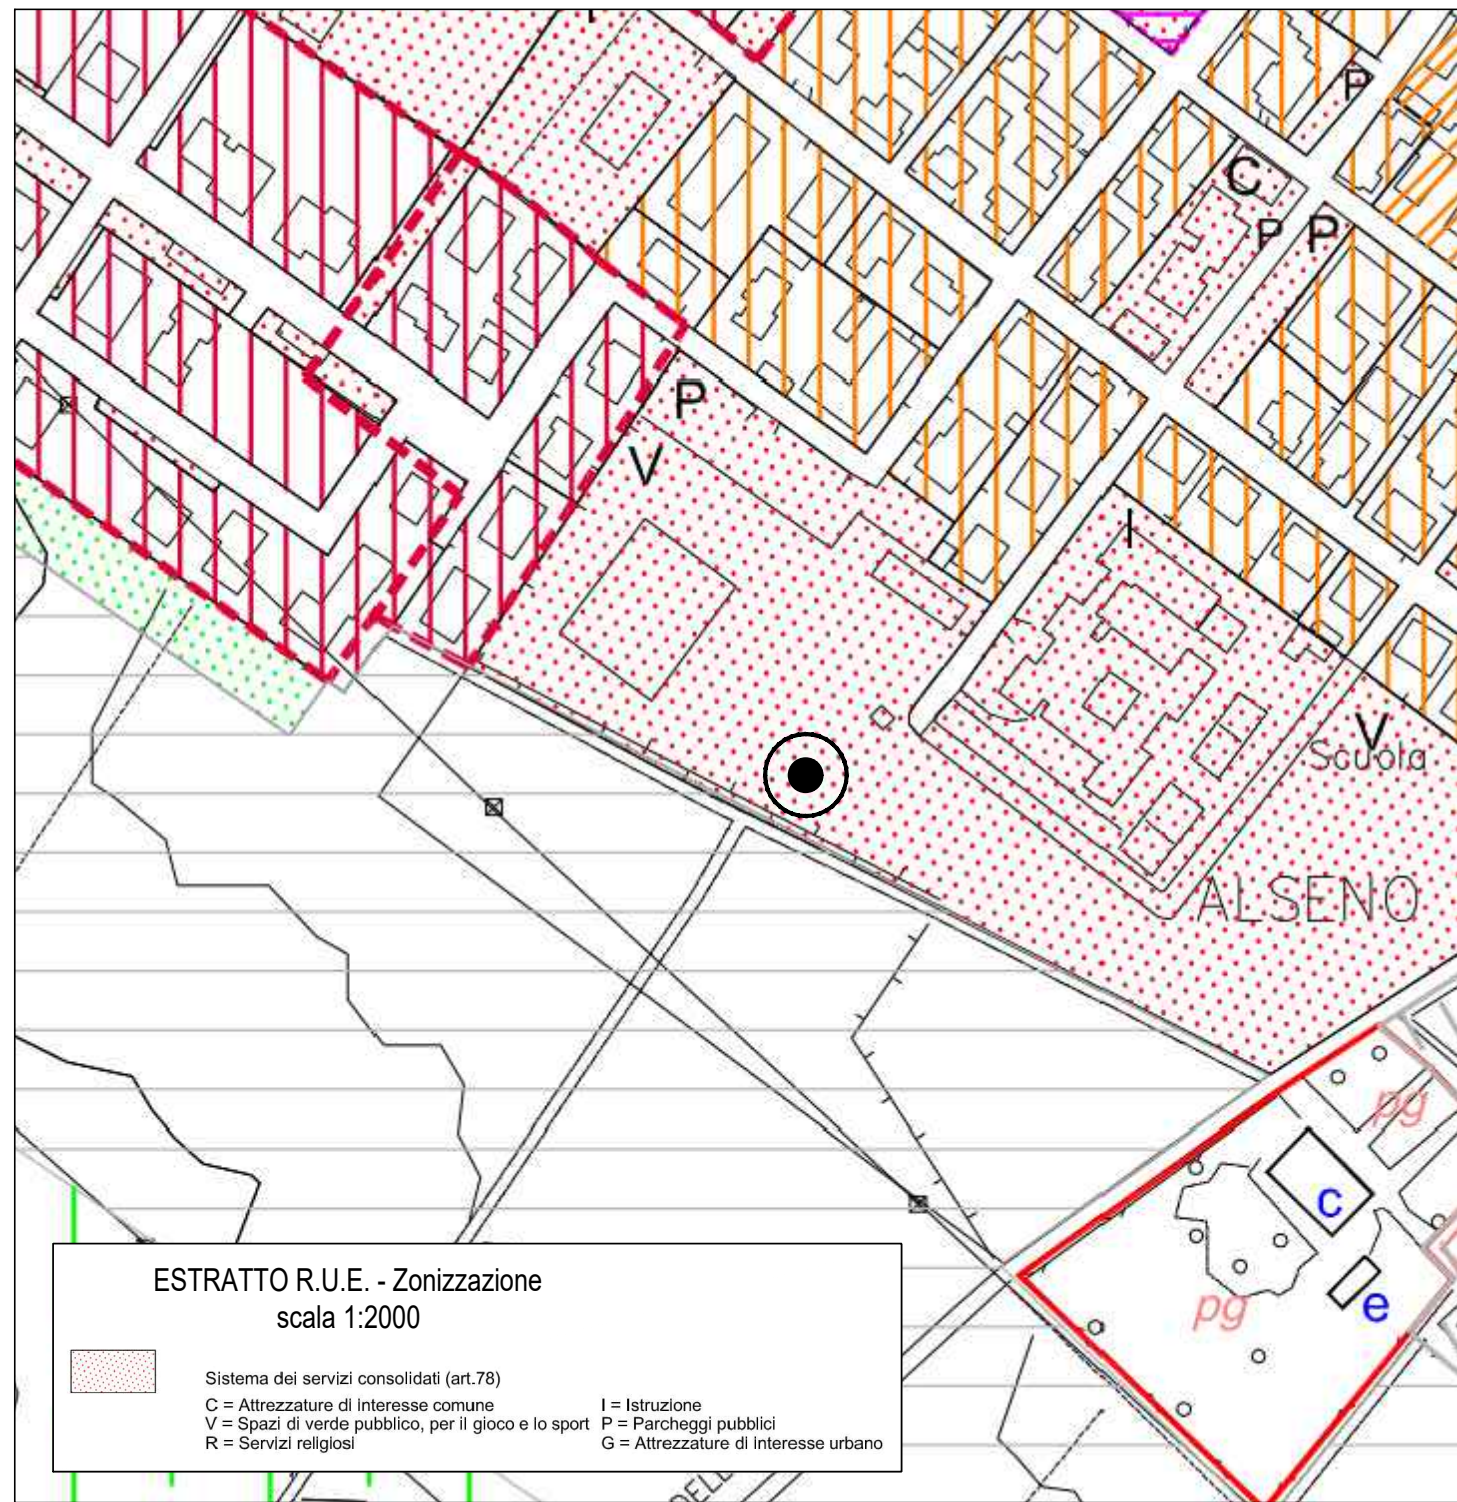 P
C
P P
P
V
I
V
Scuola
ALSENO
pg
c
pg
e
ESTRATTO R.U.E. - Zonizzazione
scala 1:2000
Sistema dei servizi consolidati (art.78)
C = Attrezzature di interesse comune
I = Istruzione
V = Spazi di verde pubblico, per il gioco e lo sport
P = Parcheggi pubblici
R = Servizi religiosi
G = Attrezzature di interesse urbano